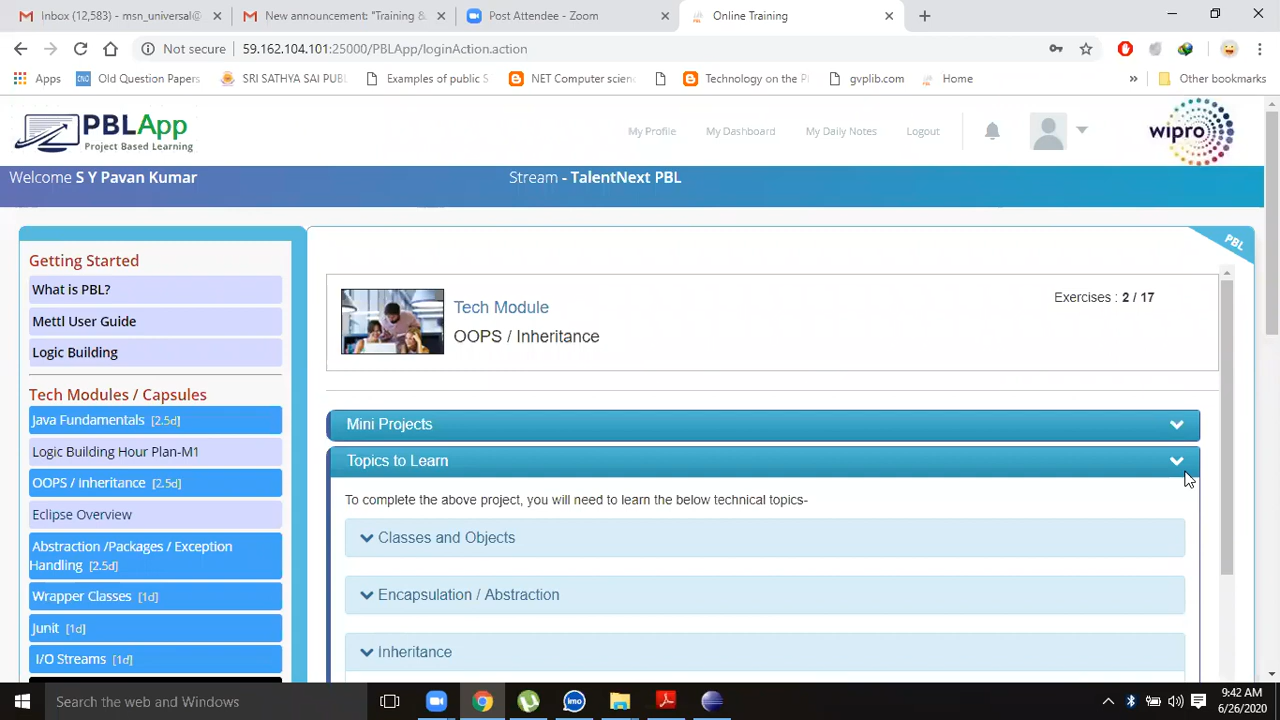 Inbox (12,583) - msn_universal@
New announcement: "Training &
Post Attendee - Zoom
Online Training
Not secure
59.162.104.101:25000/PBLApp/loginAction.action
Apps
Old Question Papers
SRI SATHYA SAI PUBL
Examples of public S
NET Computer scienc
Technology on the Pl
gvplib.com
Home
»
Other bookmarks
PBLApp
Project Based Learning
My Profile
My Dashboard
My Daily Notes
Logout
wipro
Welcome S Y Pavan Kumar
Stream - TalentNext PBL
PBL
Getting Started
What is PBL?
Mettl User Guide
Logic Building
Tech Modules / Capsules
Java Fundamentals [2.5d]
Logic Building Hour Plan-M1
OOPS / Inheritance [2.5d]
Eclipse Overview
Abstraction /Packages / Exception
Handling [2.5d]
Wrapper Classes [1d]
Junit [1d]
I/O Streams [1d]
Tech Module
OOPS / Inheritance
Exercises : 2 / 17
Mini Projects
Topics to Learn
To complete the above project, you will need to learn the below technical topics-
Classes and Objects
Encapsulation / Abstraction
Inheritance
Search the web and Windows
imo
9:42 AM
6/26/2020